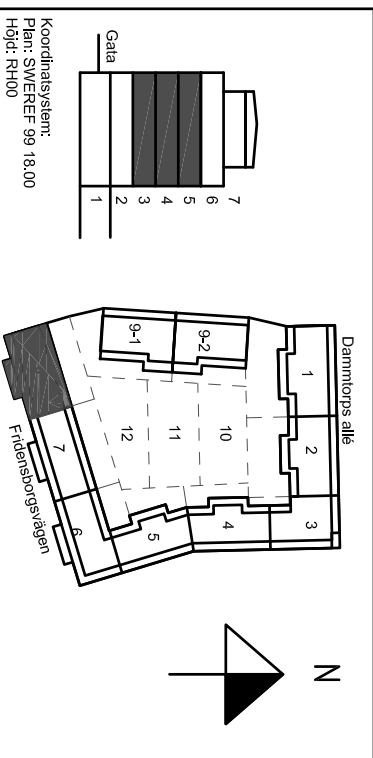 Gata
7
6
5
4
3
2
1
Koordinatsystem:
Plan: SWEREF 99 18.00
Höjd: RH00
Dammtorps allé
1
2
3
9-1
9-2
10
11
12
4
5
6
7
Fridensborgsvägen
N